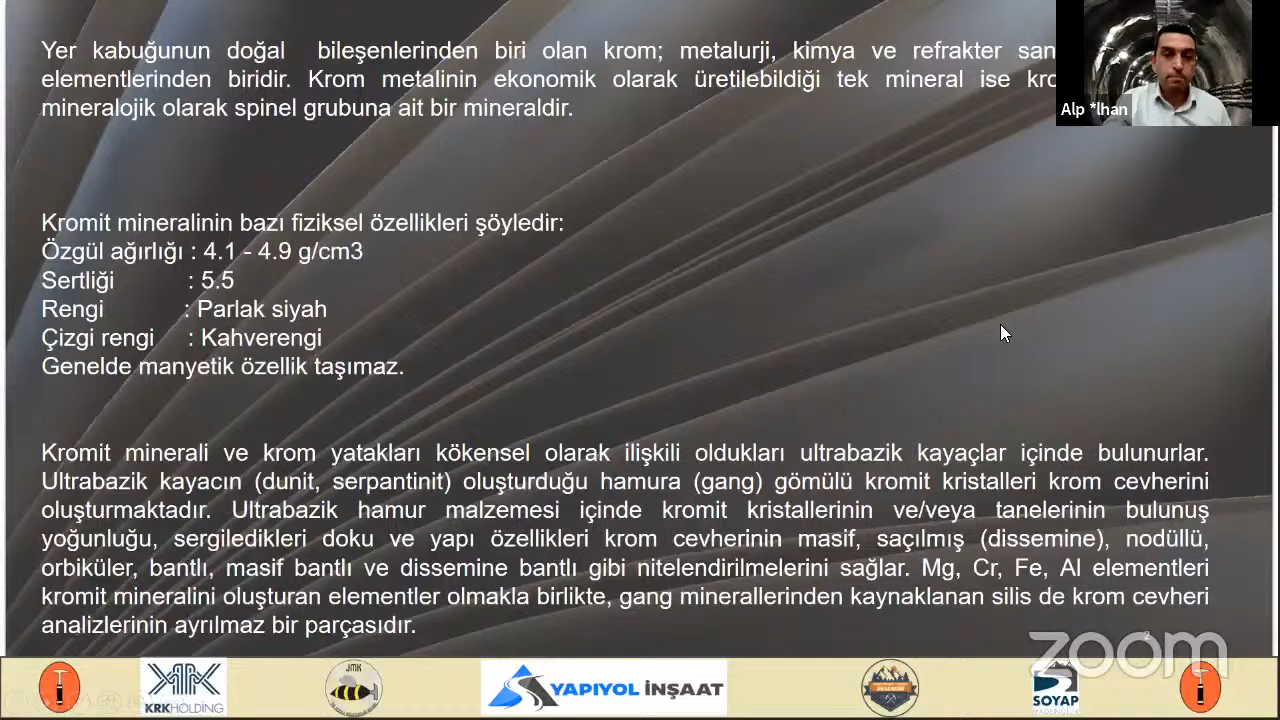 Yer kabuğunun doğal bileşenlerinden biri olan krom; metalurji, kimya ve refrakter
elementlerinden biridir. Krom metalinin ekonomik olarak üretilebildiği tek mineral ise
mineralojik olarak spinel grubuna ait bir mineraldir.
Alp *lhan
Kromit mineralinin bazı fiziksel özellikleri şöyledir:
Özgül ağırlığı : 4.1 - 4.9 g/cm3
Sertliği : 5.5
Rengi : Parlak siyah
Çizgi rengi : Kahverengi
Genelde manyetik özellik taşımaz.
Kromit minerali ve krom yatakları kökensel olarak ilişkili oldukları ultrabazik kayaçlar içinde bulunurlar.
Ultrabazik kayacın (dunit, serpantinit) oluşturduğu hamura (gang) gömülü kromit kristalleri krom cevherini
oluşturmaktadır. Ultrabazik hamur malzemesi içinde kromit kristallerinin ve/veya tanelerinin bulunuş
yoğunluğu, sergiledikleri doku ve yapı özellikleri krom cevherinin masif, saçılmış (dissemine), nodüllü,
orbiküler, bantlı, masif bantlı ve dissemine bantlı gibi nitelendirilmelerini sağlar. Mg, Cr, Fe, Al elementleri
kromit mineralini oluşturan elementler olmakla birlikte, gang minerallerinden kaynaklanan silis de krom cevheri
analizlerinin ayrılmaz bir parçasıdır.
2
zoom
KRK HOLDİNG
JMK
YAPIYOL İNŞAAT
SOYAP